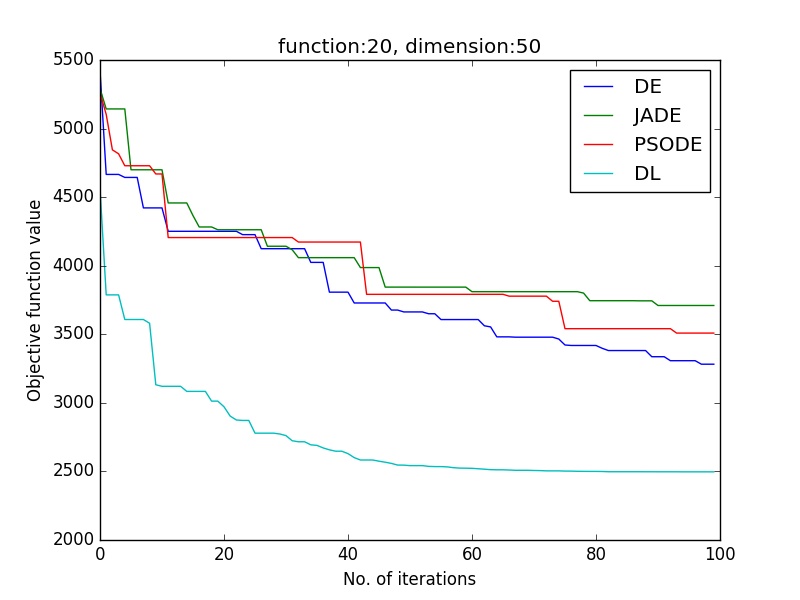 function:20, dimension:50
5500
5000
4500
4000
3500
3000
2500
2000
Objective function value
DE
JADE
PSODE
DL
0 20 40 60 80 100
No. of iterations